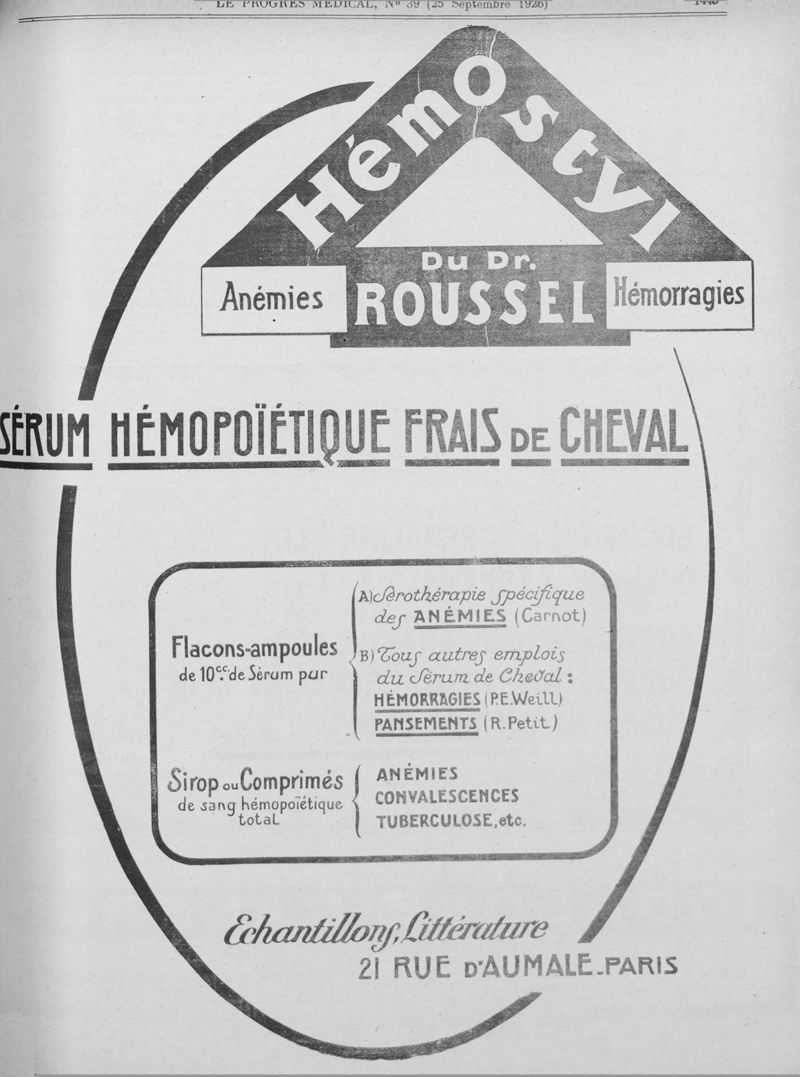 LE PROGRÈS MÉDICAL, N° 39 (25 Septembre 1926)
Hémostyl
Du Dr.
ROUSSEL
Anémies
Hémorragies
SÉRUM HÉMOPOÏÉTIQUE FRAIS DE CHEVAL
Flacons-ampoules
de 10cc. de Sérum pur
A) Sérothérapie spécifique
des ANÉMIES (Carnot)
B) Tous autres emplois
du Sérum de Cheval :
HÉMORRAGIES (P.E.Weill)
PANSEMENTS (R.Petit)
Sirop ou Comprimés
de sang hémopoïétique
total
ANÉMIES
CONVALESCENCES
TUBERCULOSE, etc.
Echantillons, Littérature
21 RUE D'AUMALE-PARIS